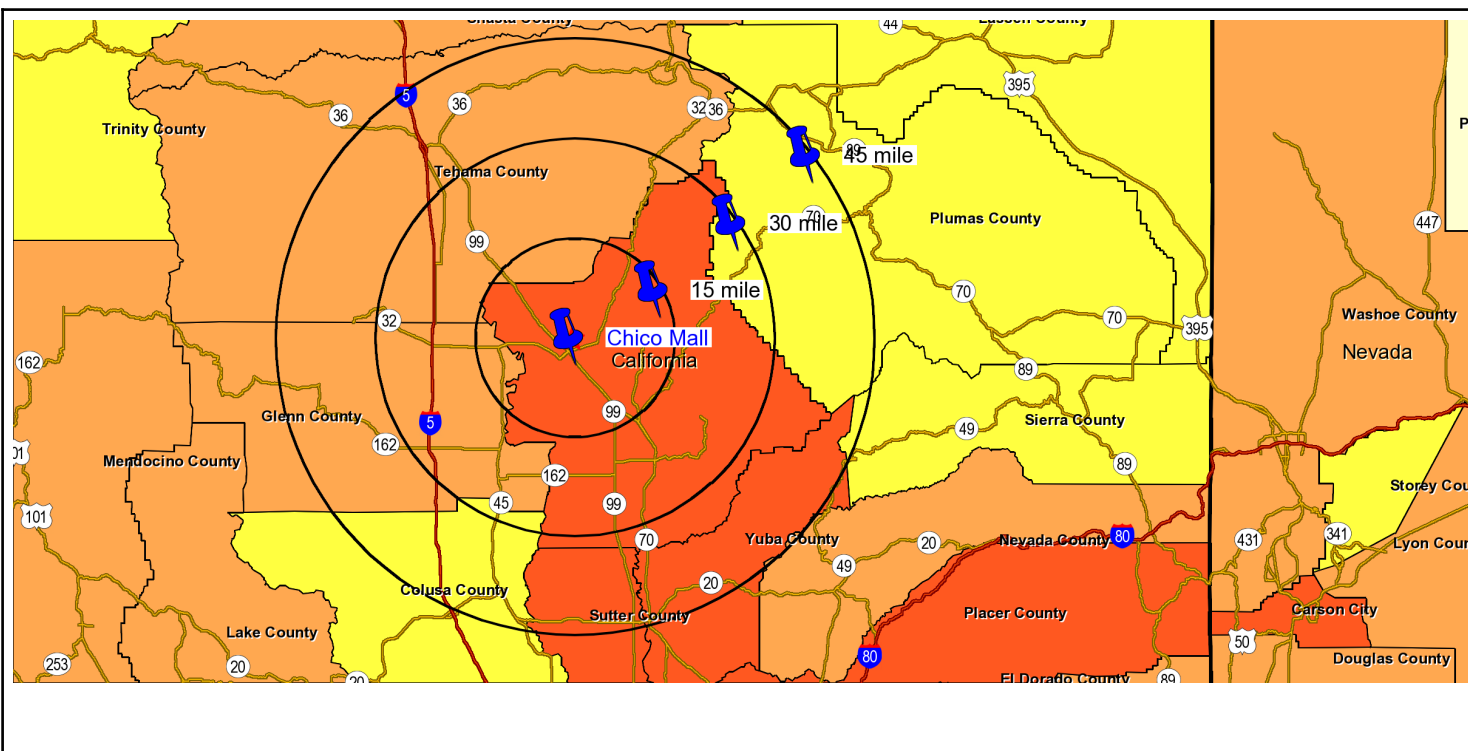 Shasta County
Lassen County
44
395
5
36
36
32
36
Trinity County
Tehama County
89
45 mile
Plumas County
70
30 mile
447
99
15 mile
70
70
395
Washoe County
Nevada
32
Chico Mall
California
162
89
Glenn County
99
5
49
Sierra County
162
01
Mendocino County
162
89
Storey Cou
45
99
101
70
Yuba County
20
Nevada County
80
431
341
Lyon Coun
49
Colusa County
20
Sutter County
Placer County
Carson City
Lake County
50
253
20
80
Douglas County
20
El Dorado County
89
P